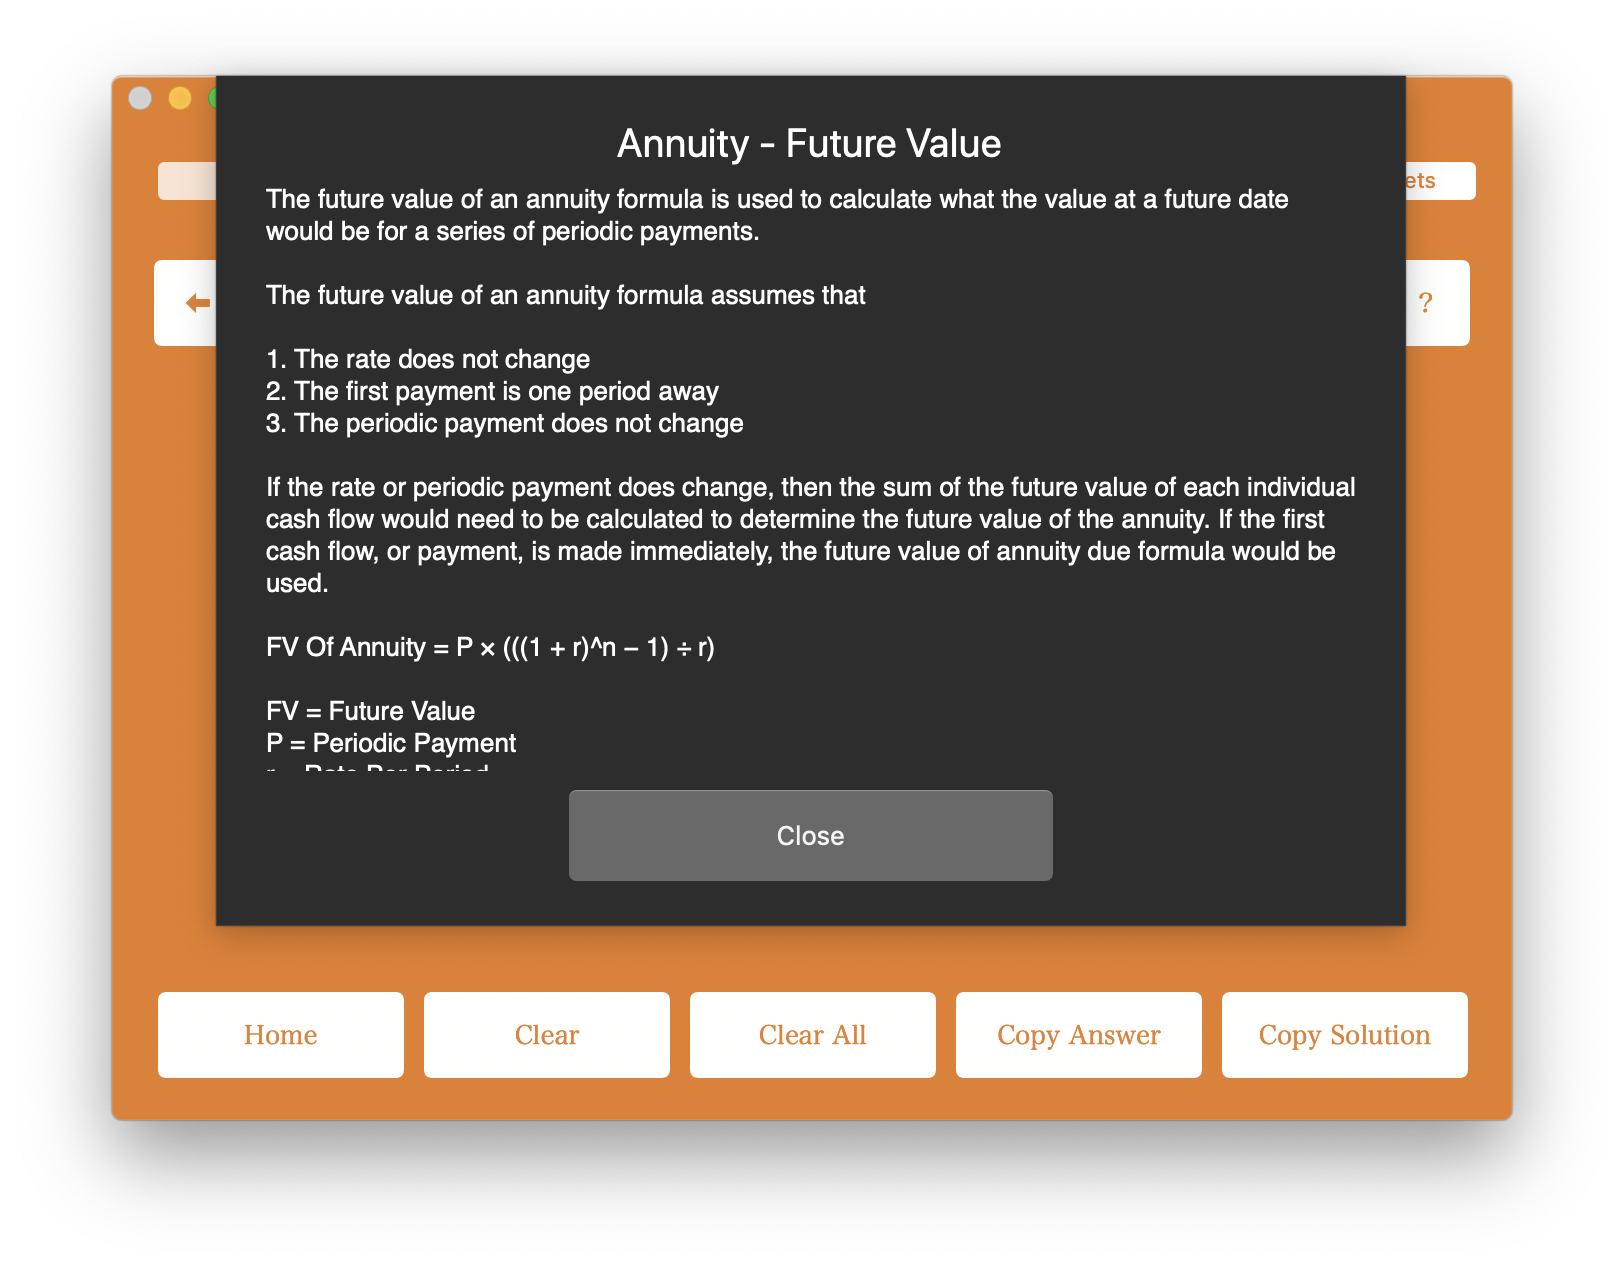 Annuity - Future Value
ets
The future value of an annuity formula is used to calculate what the value at a future date
would be for a series of periodic payments.
The future value of an annuity formula assumes that
?
1. The rate does not change
2. The first payment is one period away
3. The periodic payment does not change
If the rate or periodic payment does change, then the sum of the future value of each individual
cash flow would need to be calculated to determine the future value of the annuity. If the first
cash flow, or payment, is made immediately, the future value of annuity due formula would be
used.
FV Of Annuity = P × (((1 + r)^n − 1) ÷ r)
FV = Future Value
P = Periodic Payment
r = Rate Per Period
Close
Home
Clear
Clear All
Copy Answer
Copy Solution